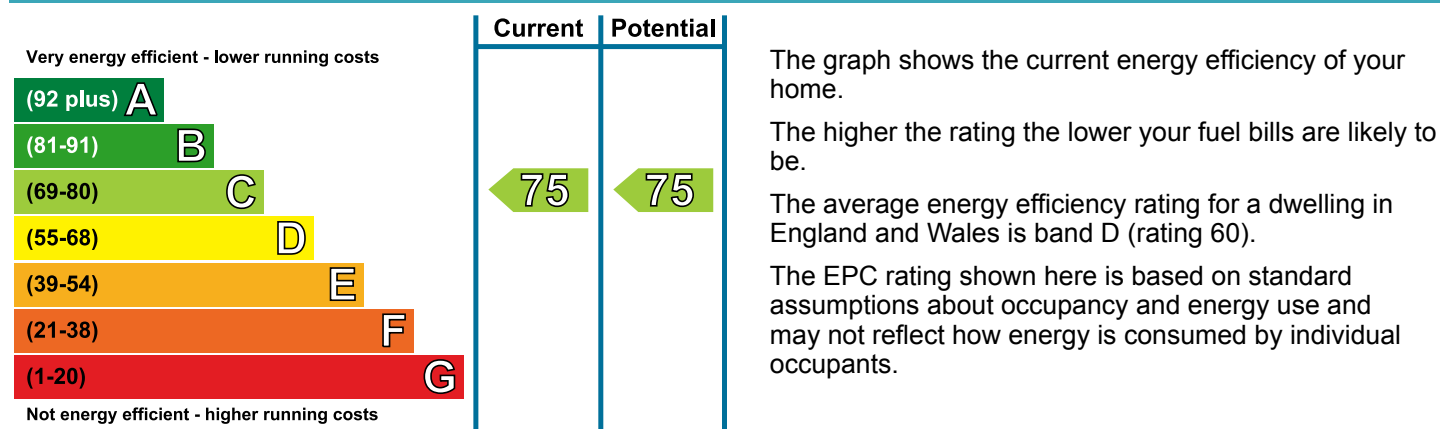 Current Potential
Very energy efficient - lower running costs
(92 plus) A
(81-91) B
(69-80) C
75 75
(55-68) D
(39-54) E
(21-38) F
(1-20) G
Not energy efficient - higher running costs
The graph shows the current energy efficiency of your
home.
The higher the rating the lower your fuel bills are likely to
be.
The average energy efficiency rating for a dwelling in
England and Wales is band D (rating 60).
The EPC rating shown here is based on standard
assumptions about occupancy and energy use and
may not reflect how energy is consumed by individual
occupants.